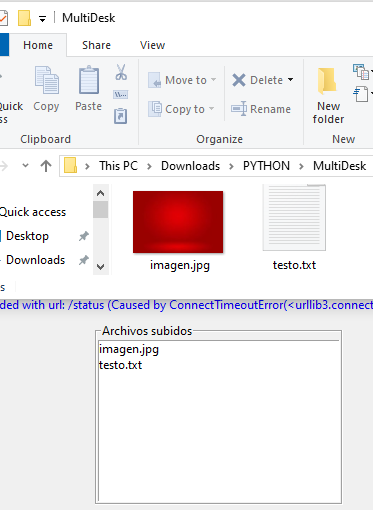 MultiDesk
Home Share View
Quick access Copy Paste
Move to Delete
Copy to Rename
New folder
Clipboard Organize New
This PC Downloads PYTHON MultiDesk
Quick access
Desktop
Downloads
imagen.jpg testo.txt
ded with url: /status (Caused by ConnectTimeoutError(<urllib3.connect
Archivos subidos
imagen.jpg
testo.txt